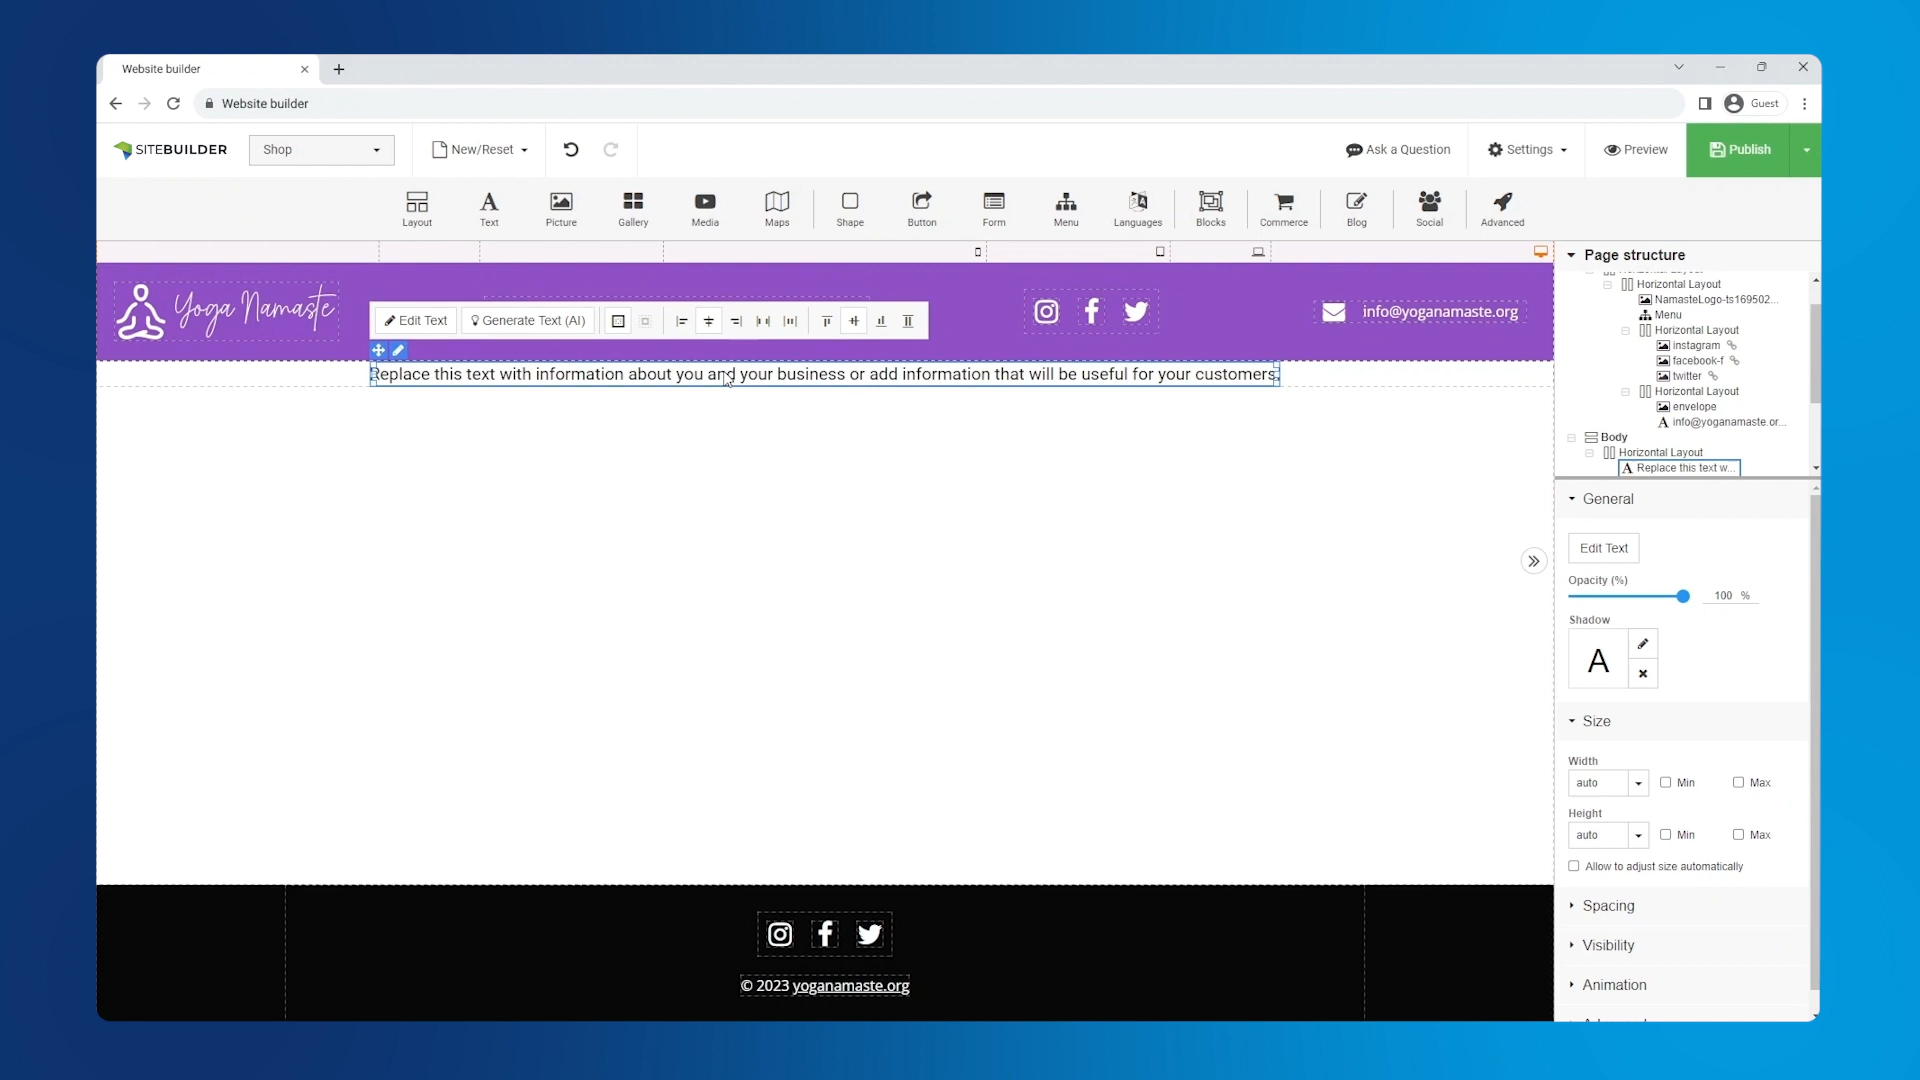 Website builder
Website builder
Guest
SITEBUILDER
Shop
New/Reset
Ask a Question
Settings
Preview
Publish
Layout
Text
Picture
Gallery
Media
Maps
Shape
Button
Form
Menu
Languages
Blocks
Commerce
Blog
Social
Advanced
Yoga Namaste
Edit Text
Generate Text (AI)
info@yoganamaste.org
Replace this text with information about you and your business or add information that will be useful for your customers.
© 2023 yoganamaste.org
Page structure
Horizontal Layout
Horizontal Layout
NamasteLogo-ts169502...
Menu
Horizontal Layout
instagram
facebook-f
twitter
Horizontal Layout
envelope
info@yoganamaste.or...
Body
Horizontal Layout
Replace this text w...
General
Edit Text
Opacity (%)
100 %
Shadow
A
Size
Width
auto
Min
Max
Height
auto
Min
Max
Allow to adjust size automatically
Spacing
Visibility
Animation